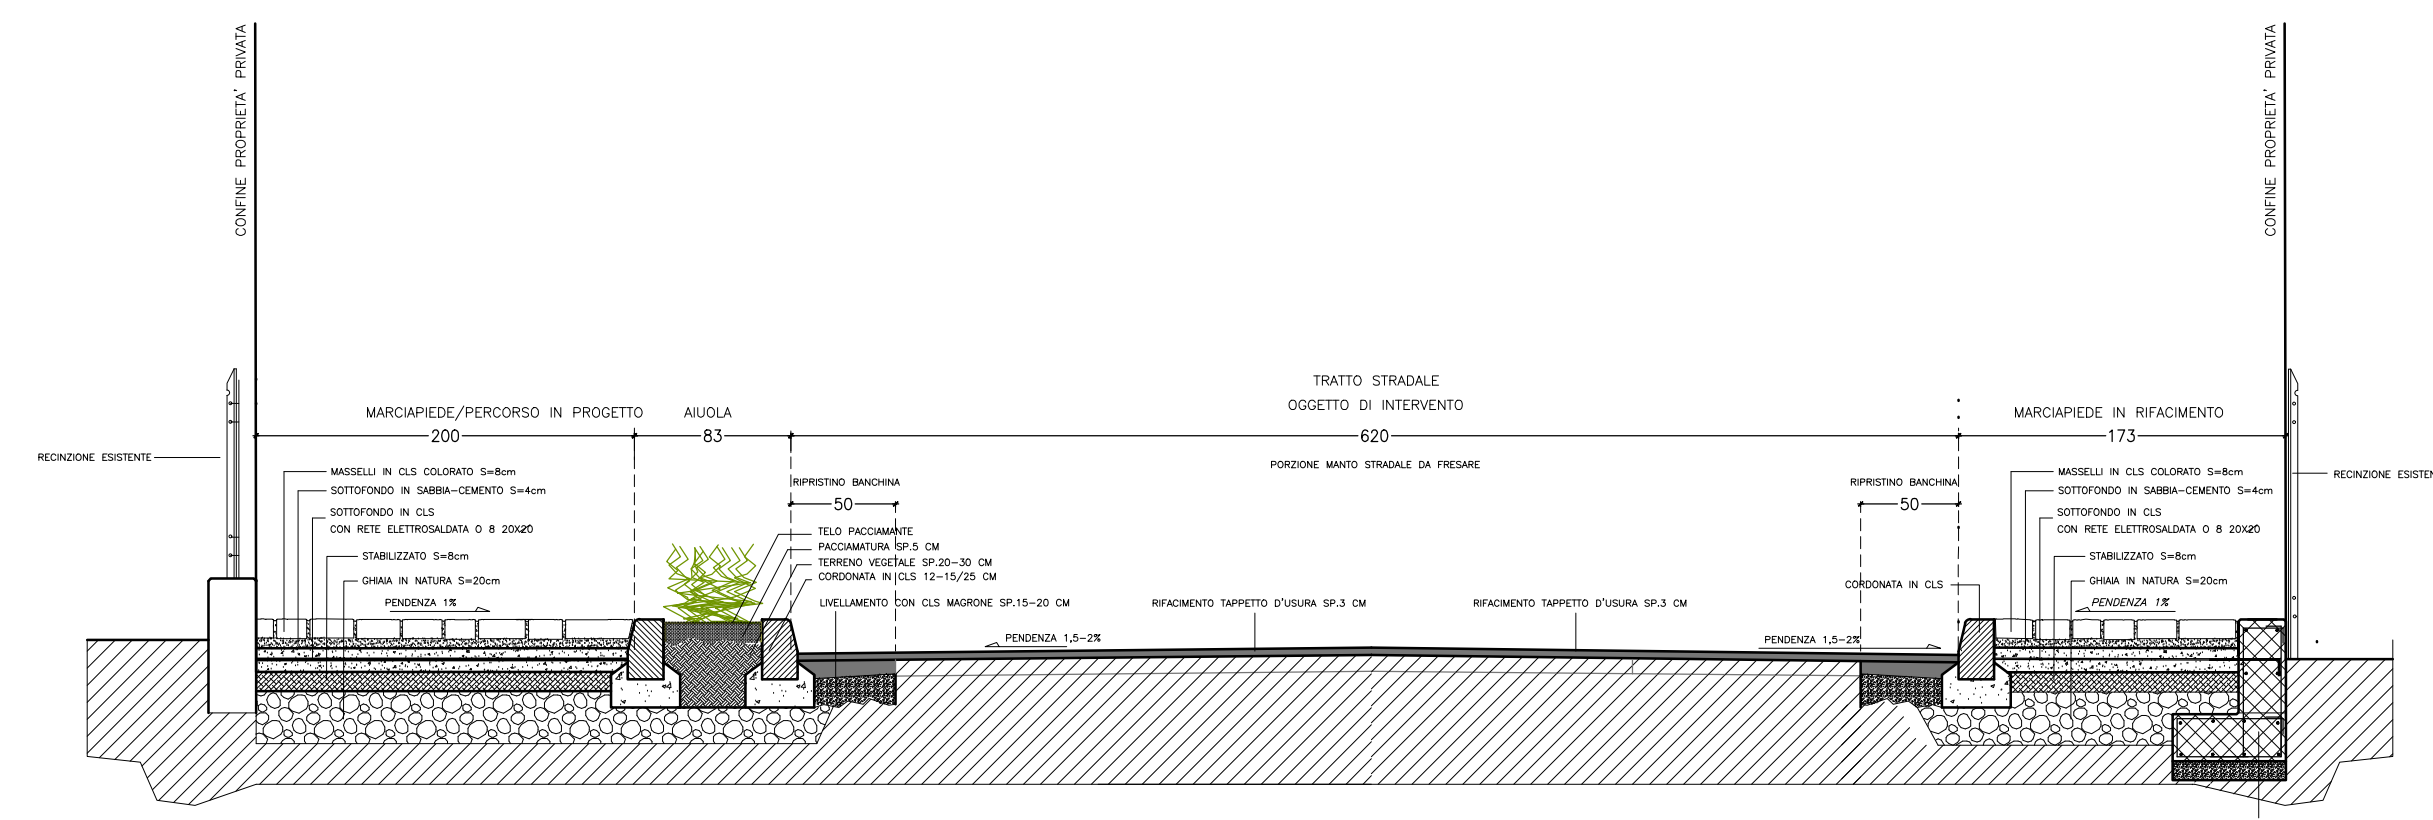 CONFINE PROPRIETA' PRIVATA
CONFINE PROPRIETA' PRIVATA
TRATTO STRADALE
OGGETTO DI INTERVENTO
MARCIAPIEDE/PERCORSO IN PROGETTO
AIUOLA
MARCIAPIEDE IN RIFACIMENTO
200
83
620
173
RECINZIONE ESISTENTE
PORZIONE MANTO STRADALE DA FRESARE
RECINZIONE ESISTEN
MASSELLI IN CLS COLORATO S=8cm
SOTTOFONDO IN SABBIA-CEMENTO S=4cm
SOTTOFONDO IN CLS
CON RETE ELETTROSALDATA O 8 20X20
STABILIZZATO S=8cm
GHIAIA IN NATURA S=20cm
PENDENZA 1%
RIPRISTINO BANCHINA
50
TELO PACCIAMANTE
PACCIAMATURA SP.5 CM
TERRENO VEGETALE SP.20-30 CM
CORDONATA IN CLS 12-15/25 CM
LIVELLAMENTO CON CLS MAGRONE SP.15-20 CM
RIFACIMENTO TAPPETO D'USURA SP.3 CM
RIFACIMENTO TAPPETO D'USURA SP.3 CM
PENDENZA 1,5-2%
PENDENZA 1,5-2%
RIPRISTINO BANCHINA
50
CORDONATA IN CLS
MASSELLI IN CLS COLORATO S=8cm
SOTTOFONDO IN SABBIA-CEMENTO S=4cm
SOTTOFONDO IN CLS
CON RETE ELETTROSALDATA O 8 20X20
STABILIZZATO S=8cm
GHIAIA IN NATURA S=20cm
PENDENZA 1%